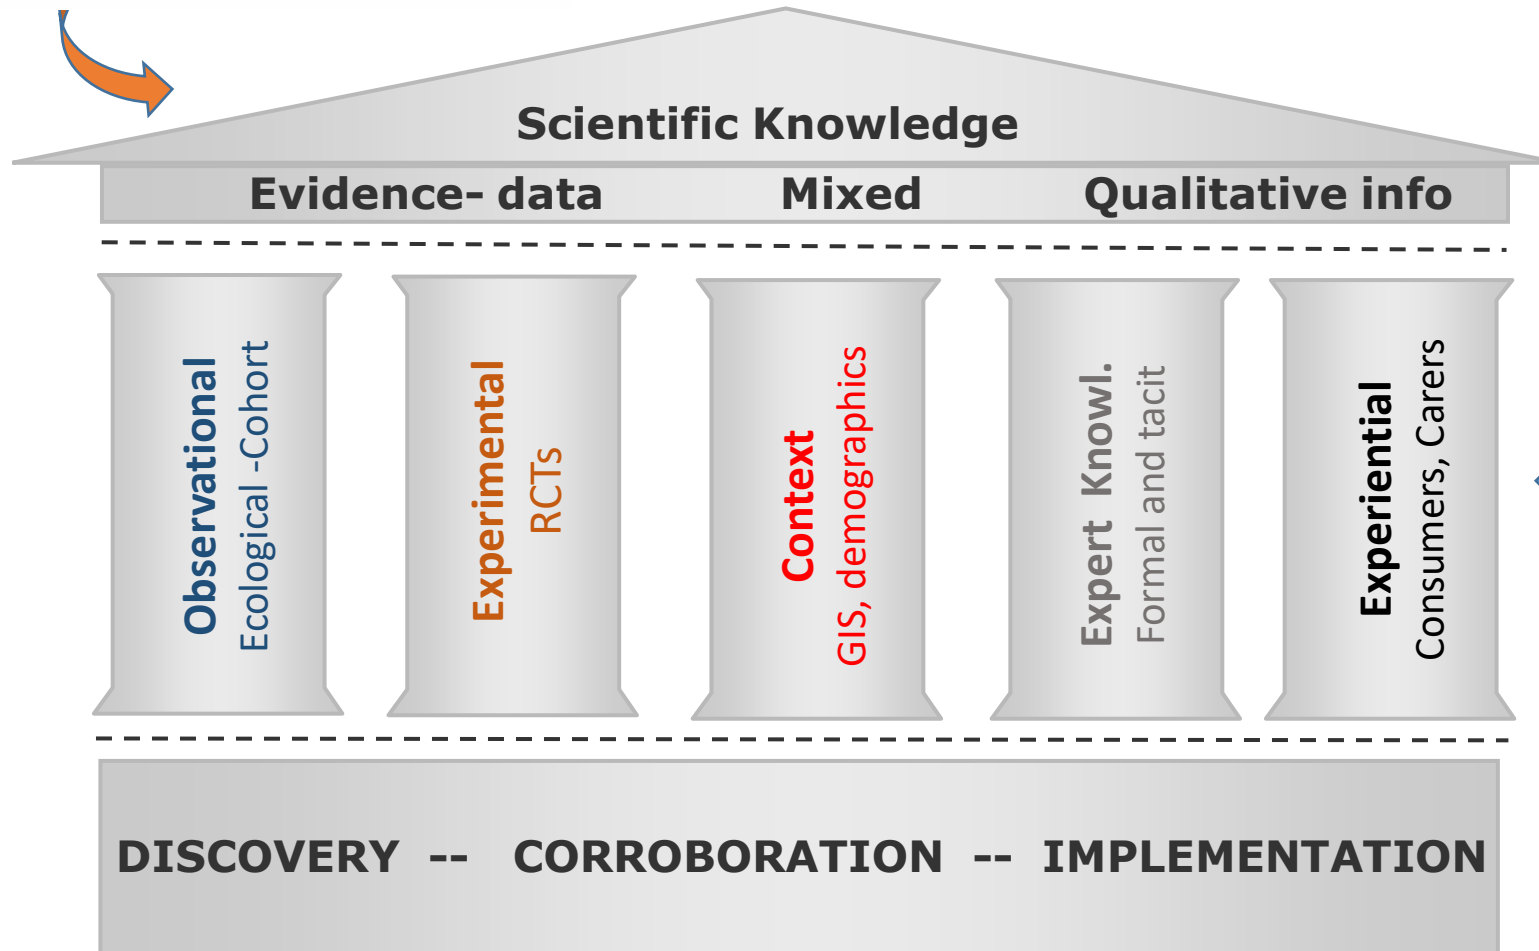 Scientific Knowledge
Evidence- data Mixed Qualitative info
Observational
Ecological -Cohort
Experimental
RCTs
Context
GIS, demographics
Expert Knowl.
Formal and tacit
Experiential
Consumers, Carers
DISCOVERY -- CORROBORATION -- IMPLEMENTATION